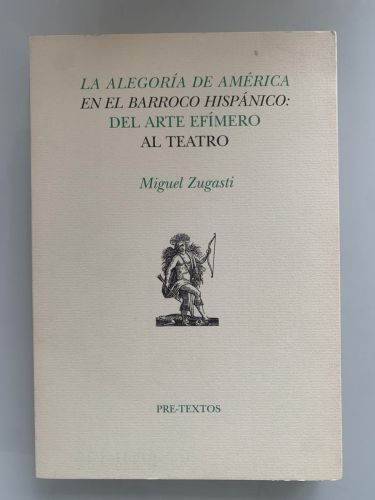 LA ALEGORÍA DE AMÉRICA
EN EL BARROCO HISPÁNICO:
DEL ARTE EFÍMERO
AL TEATRO
Miguel Zugasti
PRE-TEXTOS